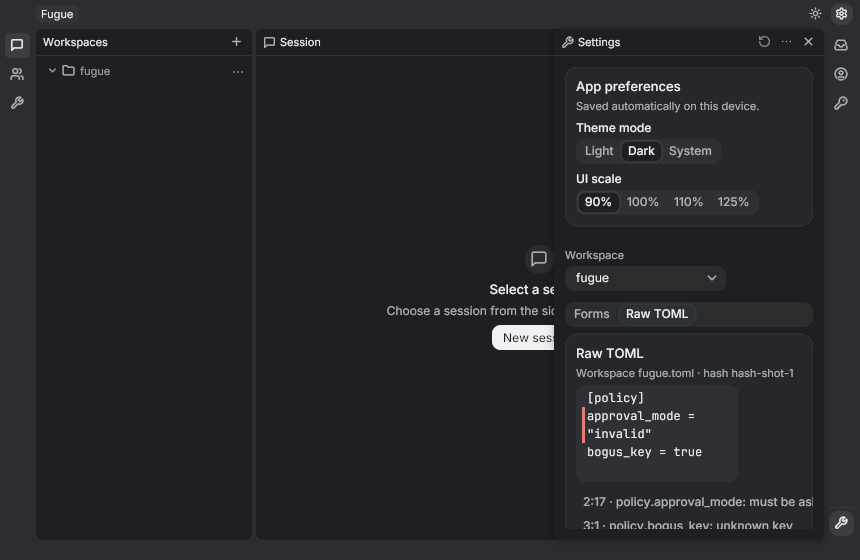 Fugue
Workspaces
fugue
Session
Select a se
Choose a session from the sid
New sess
Settings
App preferences
Saved automatically on this device.
Theme mode
Light Dark System
UI scale
90% 100% 110% 125%
Workspace
fugue
Forms Raw TOML
Raw TOML
Workspace fugue.toml · hash hash-shot-1
[policy]
approval_mode =
"invalid"
bogus_key = true
2:17 · policy.approval_mode: must be as
3:1 · policy.bogus_key: unknown key